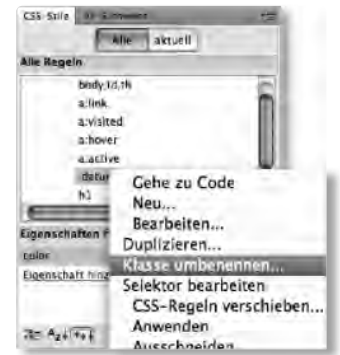 CSS-Stile
Alle aktuell
Alle Regeln
body,td,th
a:link
a:visited
a:hover
a:active
h1
Eigenschaften
color
Eigenschaft
Gehe zu Code
Neu...
Bearbeiten...
Duplizieren...
Klasse umbenennen...
Selektor bearbeiten
CSS-Regeln verschieben...
Anwenden
Ausschneiden